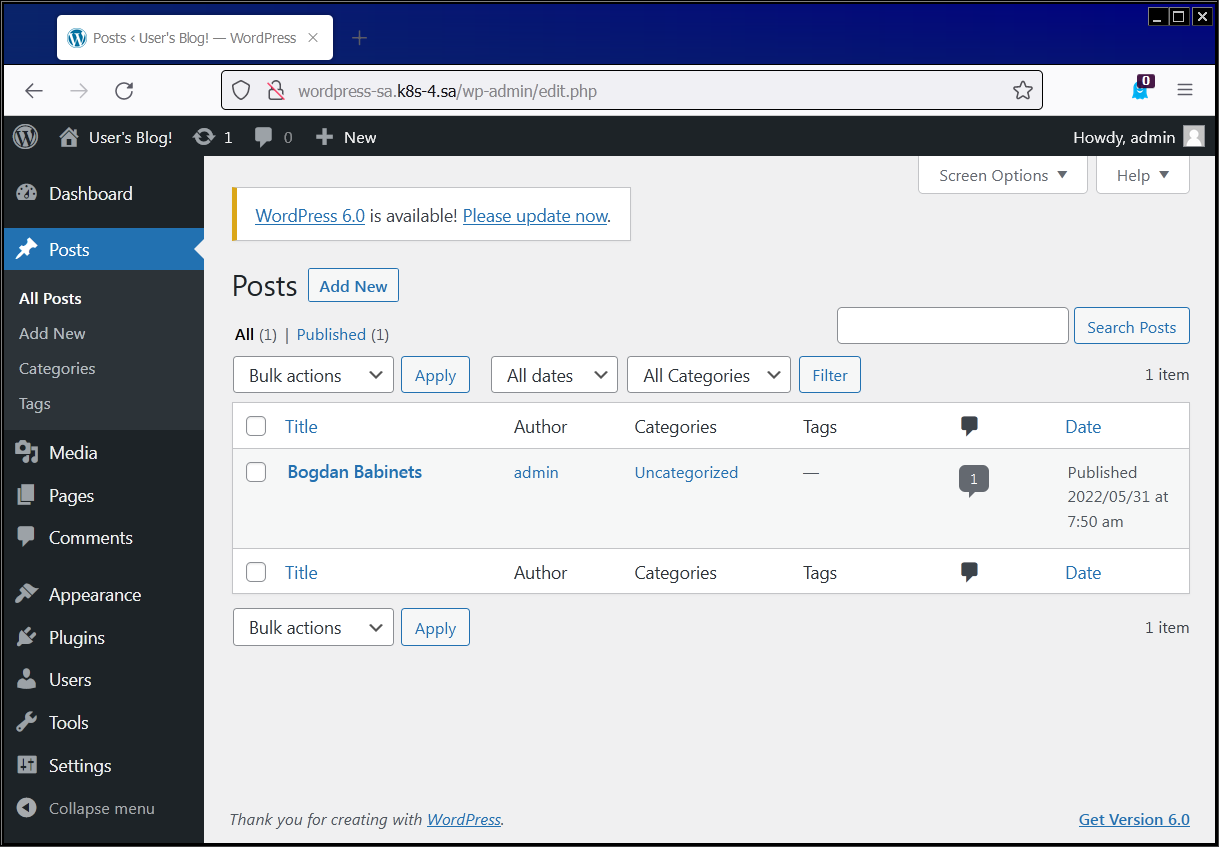 Posts ‹ User's Blog! — WordPress
wordpress-sa.k8s-4.sa/wp-admin/edit.php
0
User's Blog! 1 0 New
Howdy, admin
Screen Options Help
Dashboard
Posts
All Posts
Add New
Categories
Tags
Media
Pages
Comments
Appearance
Plugins
Users
Tools
Settings
Collapse menu
WordPress 6.0 is available! Please update now.
Posts Add New
All (1) | Published (1)
Search Posts
Bulk actions Apply All dates All Categories Filter 1 item
Title Author Categories Tags Date
Bogdan Babinets admin Uncategorized — 1 Published
2022/05/31 at
7:50 am
Title Author Categories Tags Date
Bulk actions Apply 1 item
Thank you for creating with WordPress. Get Version 6.0